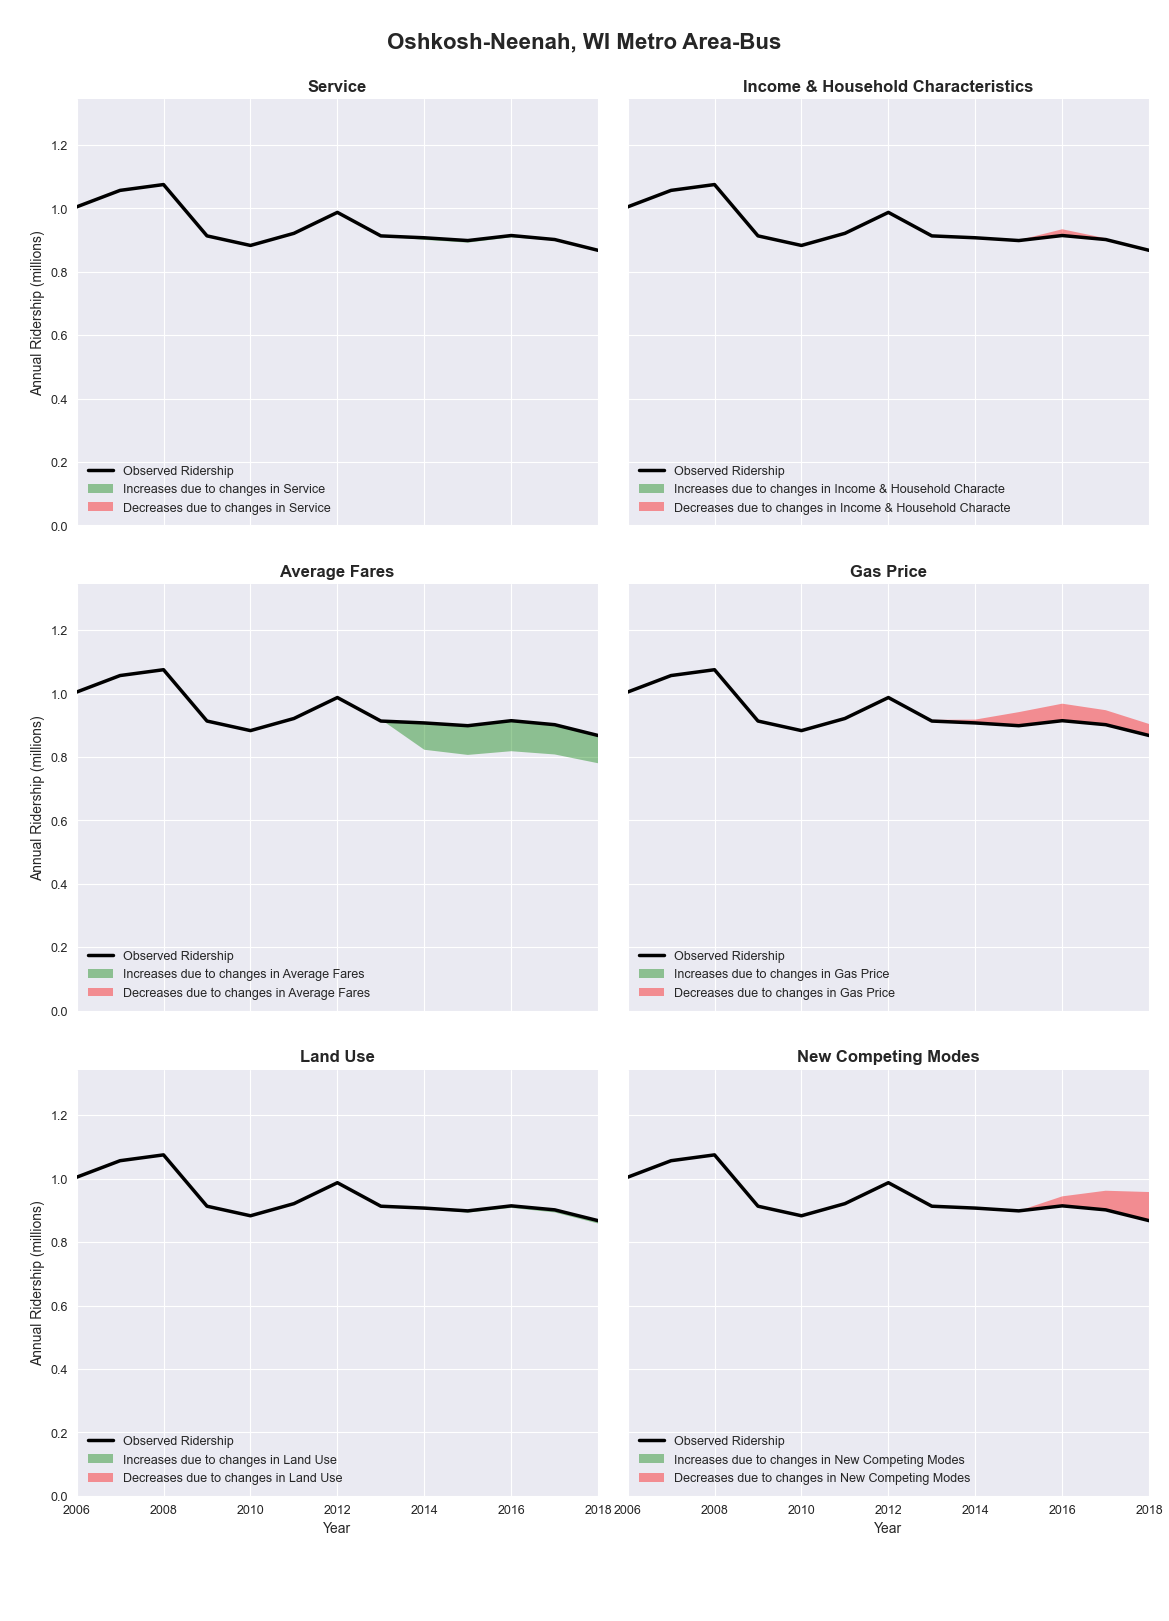 Oshkosh-Neenah, WI Metro Area-Bus
Service
Annual Ridership (millions)
1.2
1.0
0.8
0.6
0.4
0.2
0.0
Observed Ridership
Increases due to changes in Service
Decreases due to changes in Service
Income & Household Characteristics
Observed Ridership
Increases due to changes in Income & Household Characte
Decreases due to changes in Income & Household Characte
Average Fares
Annual Ridership (millions)
1.2
1.0
0.8
0.6
0.4
0.2
0.0
Observed Ridership
Increases due to changes in Average Fares
Decreases due to changes in Average Fares
Gas Price
Observed Ridership
Increases due to changes in Gas Price
Decreases due to changes in Gas Price
Land Use
Annual Ridership (millions)
1.2
1.0
0.8
0.6
0.4
0.2
0.0
Observed Ridership
Increases due to changes in Land Use
Decreases due to changes in Land Use
2006 2008 2010 2012 2014 2016 2018
Year
New Competing Modes
Observed Ridership
Increases due to changes in New Competing Modes
Decreases due to changes in New Competing Modes
2006 2008 2010 2012 2014 2016 2018
Year